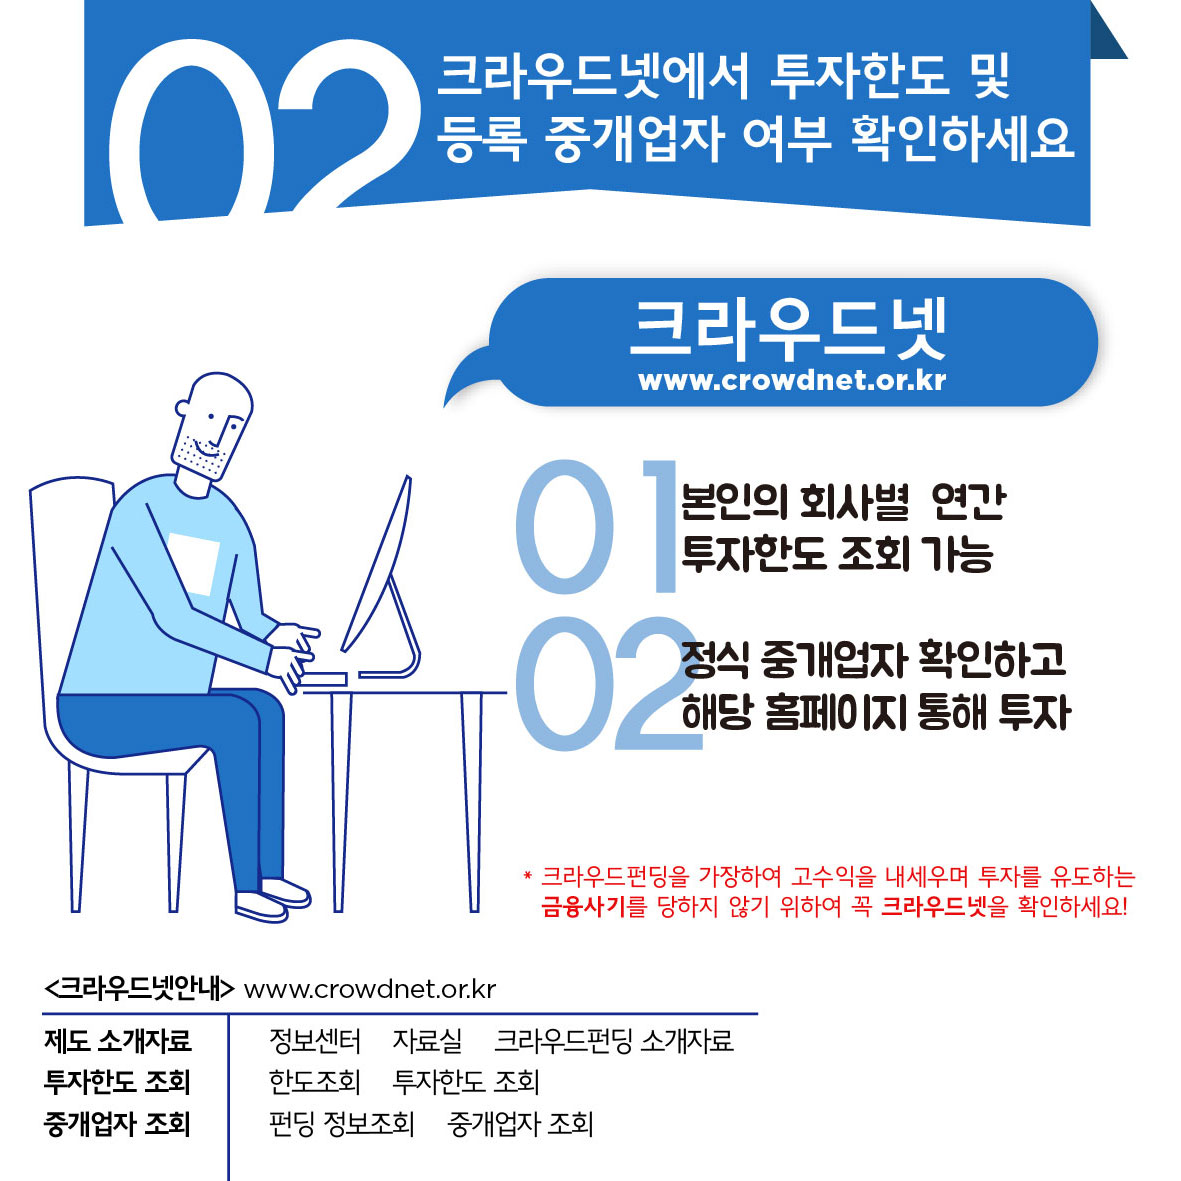 02
크라우드넷에서 투자한도 및
등록 중개업자 여부 확인하세요
크라우드넷
www.crowdnet.or.kr
01
본인의 회사별 연간
투자한도 조회 가능
02
정식 중개업자 확인하고
해당 홈페이지 통해 투자
* 크라우드펀딩을 가장하여 고수익을 내세우며 투자를 유도하는
금융사기를 당하지 않기 위하여 꼭 크라우드넷을 확인하세요!
<크라우드넷안내> www.crowdnet.or.kr
제도 소개자료 정보센터 자료실 크라우드펀딩 소개자료
투자한도 조회 한도조회 투자한도 조회
중개업자 조회 펀딩 정보조회 중개업자 조회